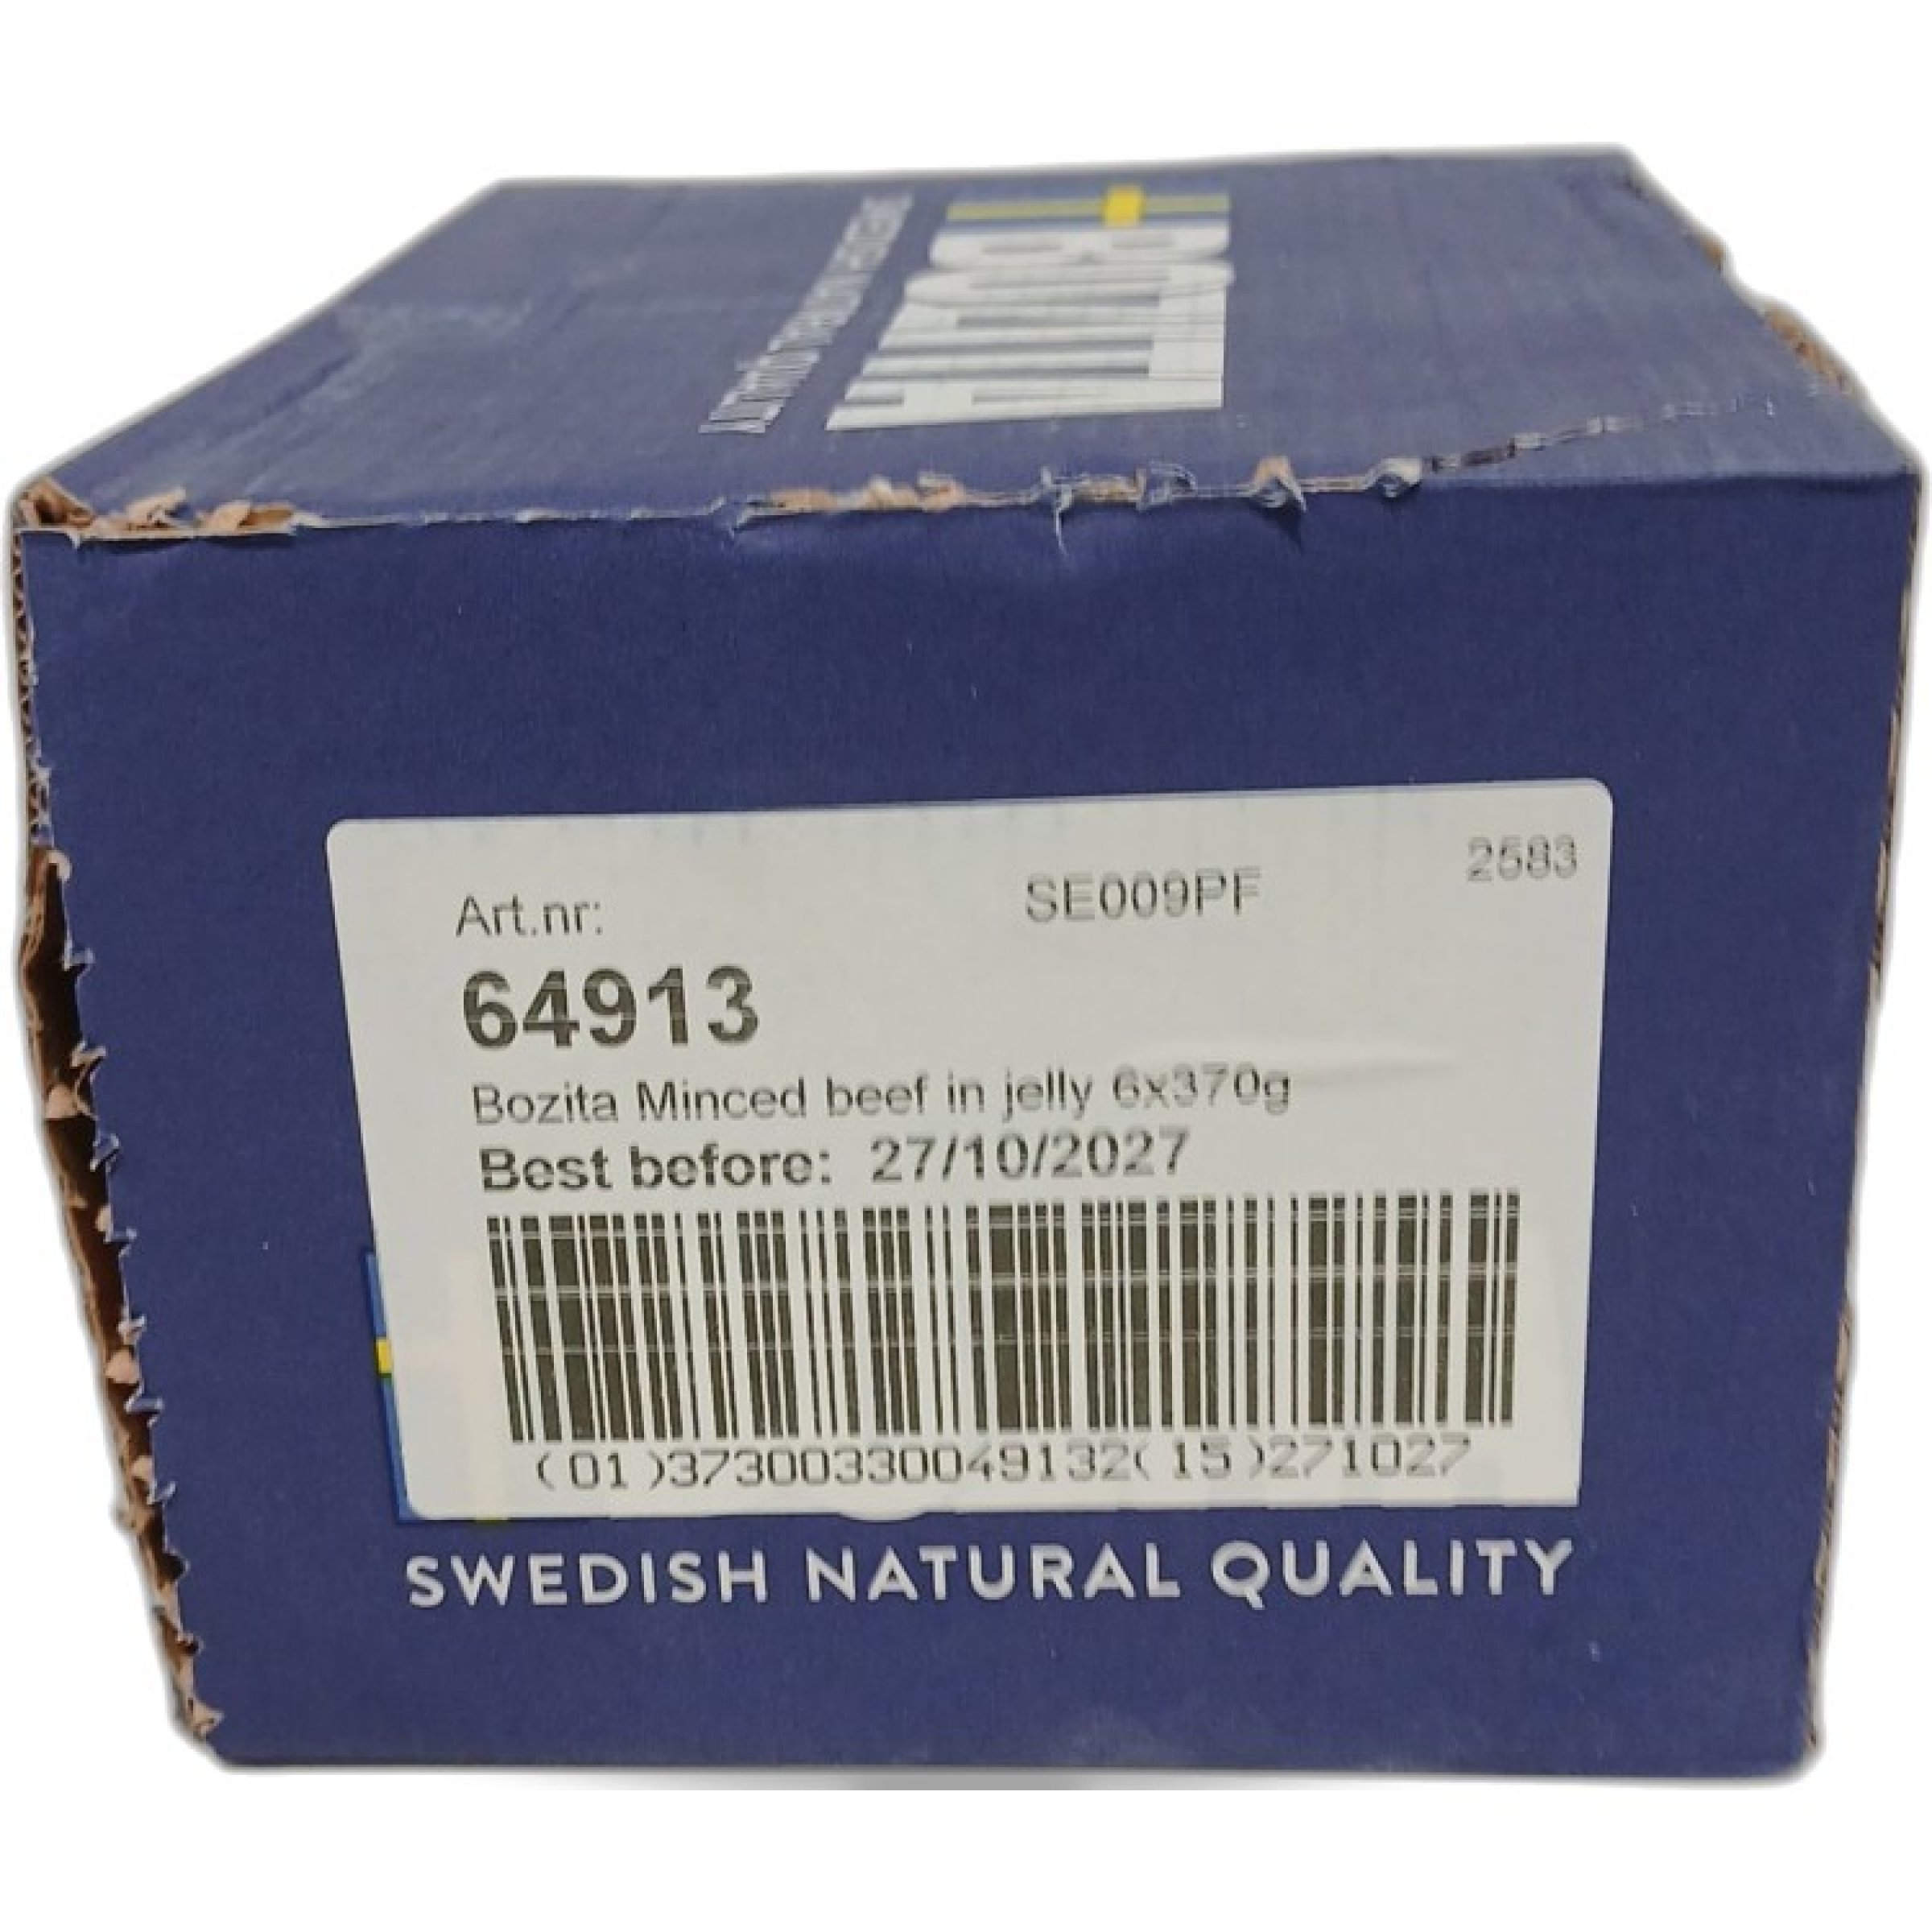 BOZITA
Art.nr:
SE009PF
2583
64913
Bozita Minced beef in jelly 6x370g
Best before: 27/10/2027
(01)37300330049132(15)271027
SWEDISH NATURAL QUALITY